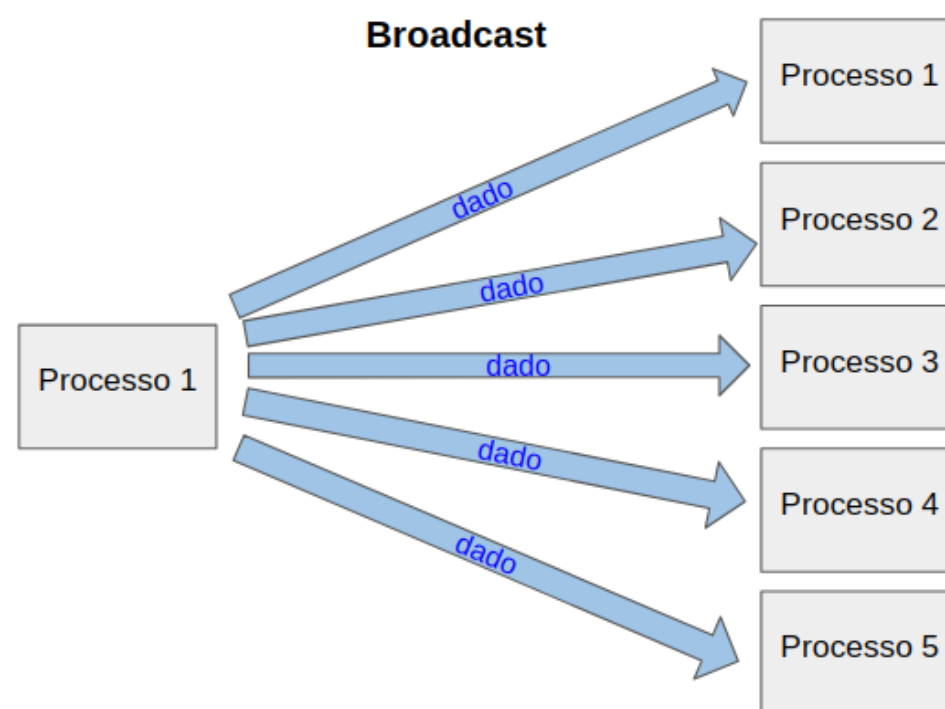 Broadcast
Processo 1
dado
Processo 2
dado
Processo 3
dado
Processo 1
Processo 4
dado
Processo 5
dado